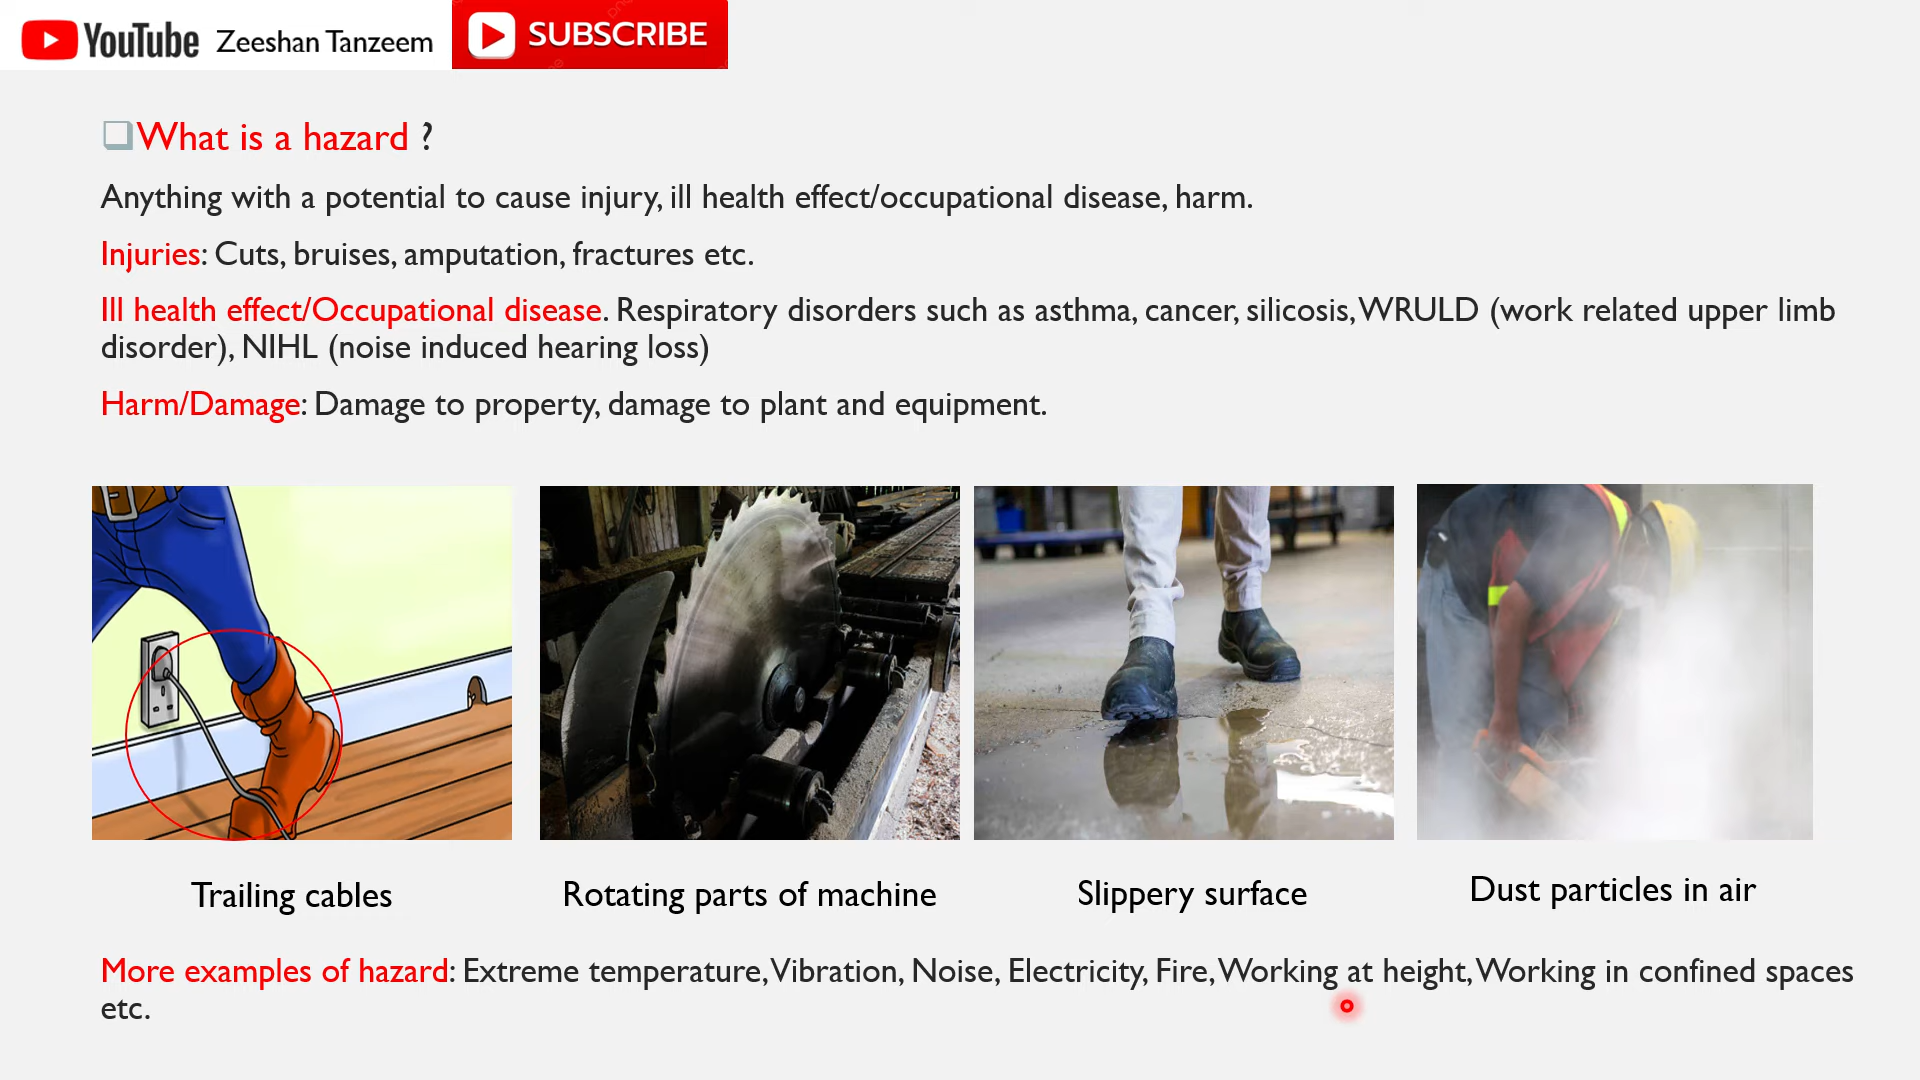 YouTube Zeeshan Tanzeem SUBSCRIBE
What is a hazard ?
Anything with a potential to cause injury, ill health effect/occupational disease, harm.
Injuries: Cuts, bruises, amputation, fractures etc.
Ill health effect/Occupational disease. Respiratory disorders such as asthma, cancer, silicosis, WRULD (work related upper limb
disorder), NIHL (noise induced hearing loss)
Harm/Damage: Damage to property, damage to plant and equipment.
Trailing cables
Rotating parts of machine
Slippery surface
Dust particles in air
More examples of hazard: Extreme temperature, Vibration, Noise, Electricity, Fire, Working at height, Working in confined spaces
etc.